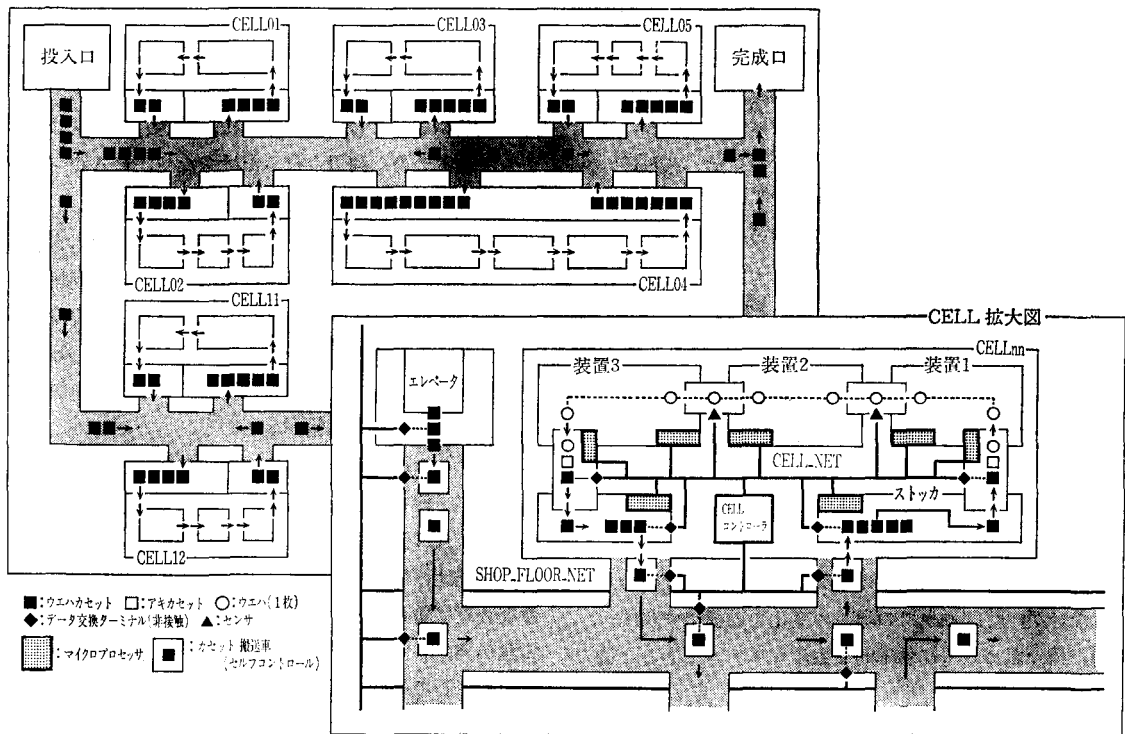 CELL01
CELL03
CELL05
投入口
完成口
CELL02
CELL04
CELL11
CELL12
CELL 拡大図
CELLnn
エレベータ
装置3
装置2
装置1
CELL_NET
ストッカ
CELL
コントローラ
SHOP_FLOOR_NET
■:ウエハカセット □:アキカセット ○:ウエハ(1枚)
◆:データ交換ターミナル(非接触) ▲:センサ
:マイクロプロセッサ
:カセット搬送車
(セルフコントロール)